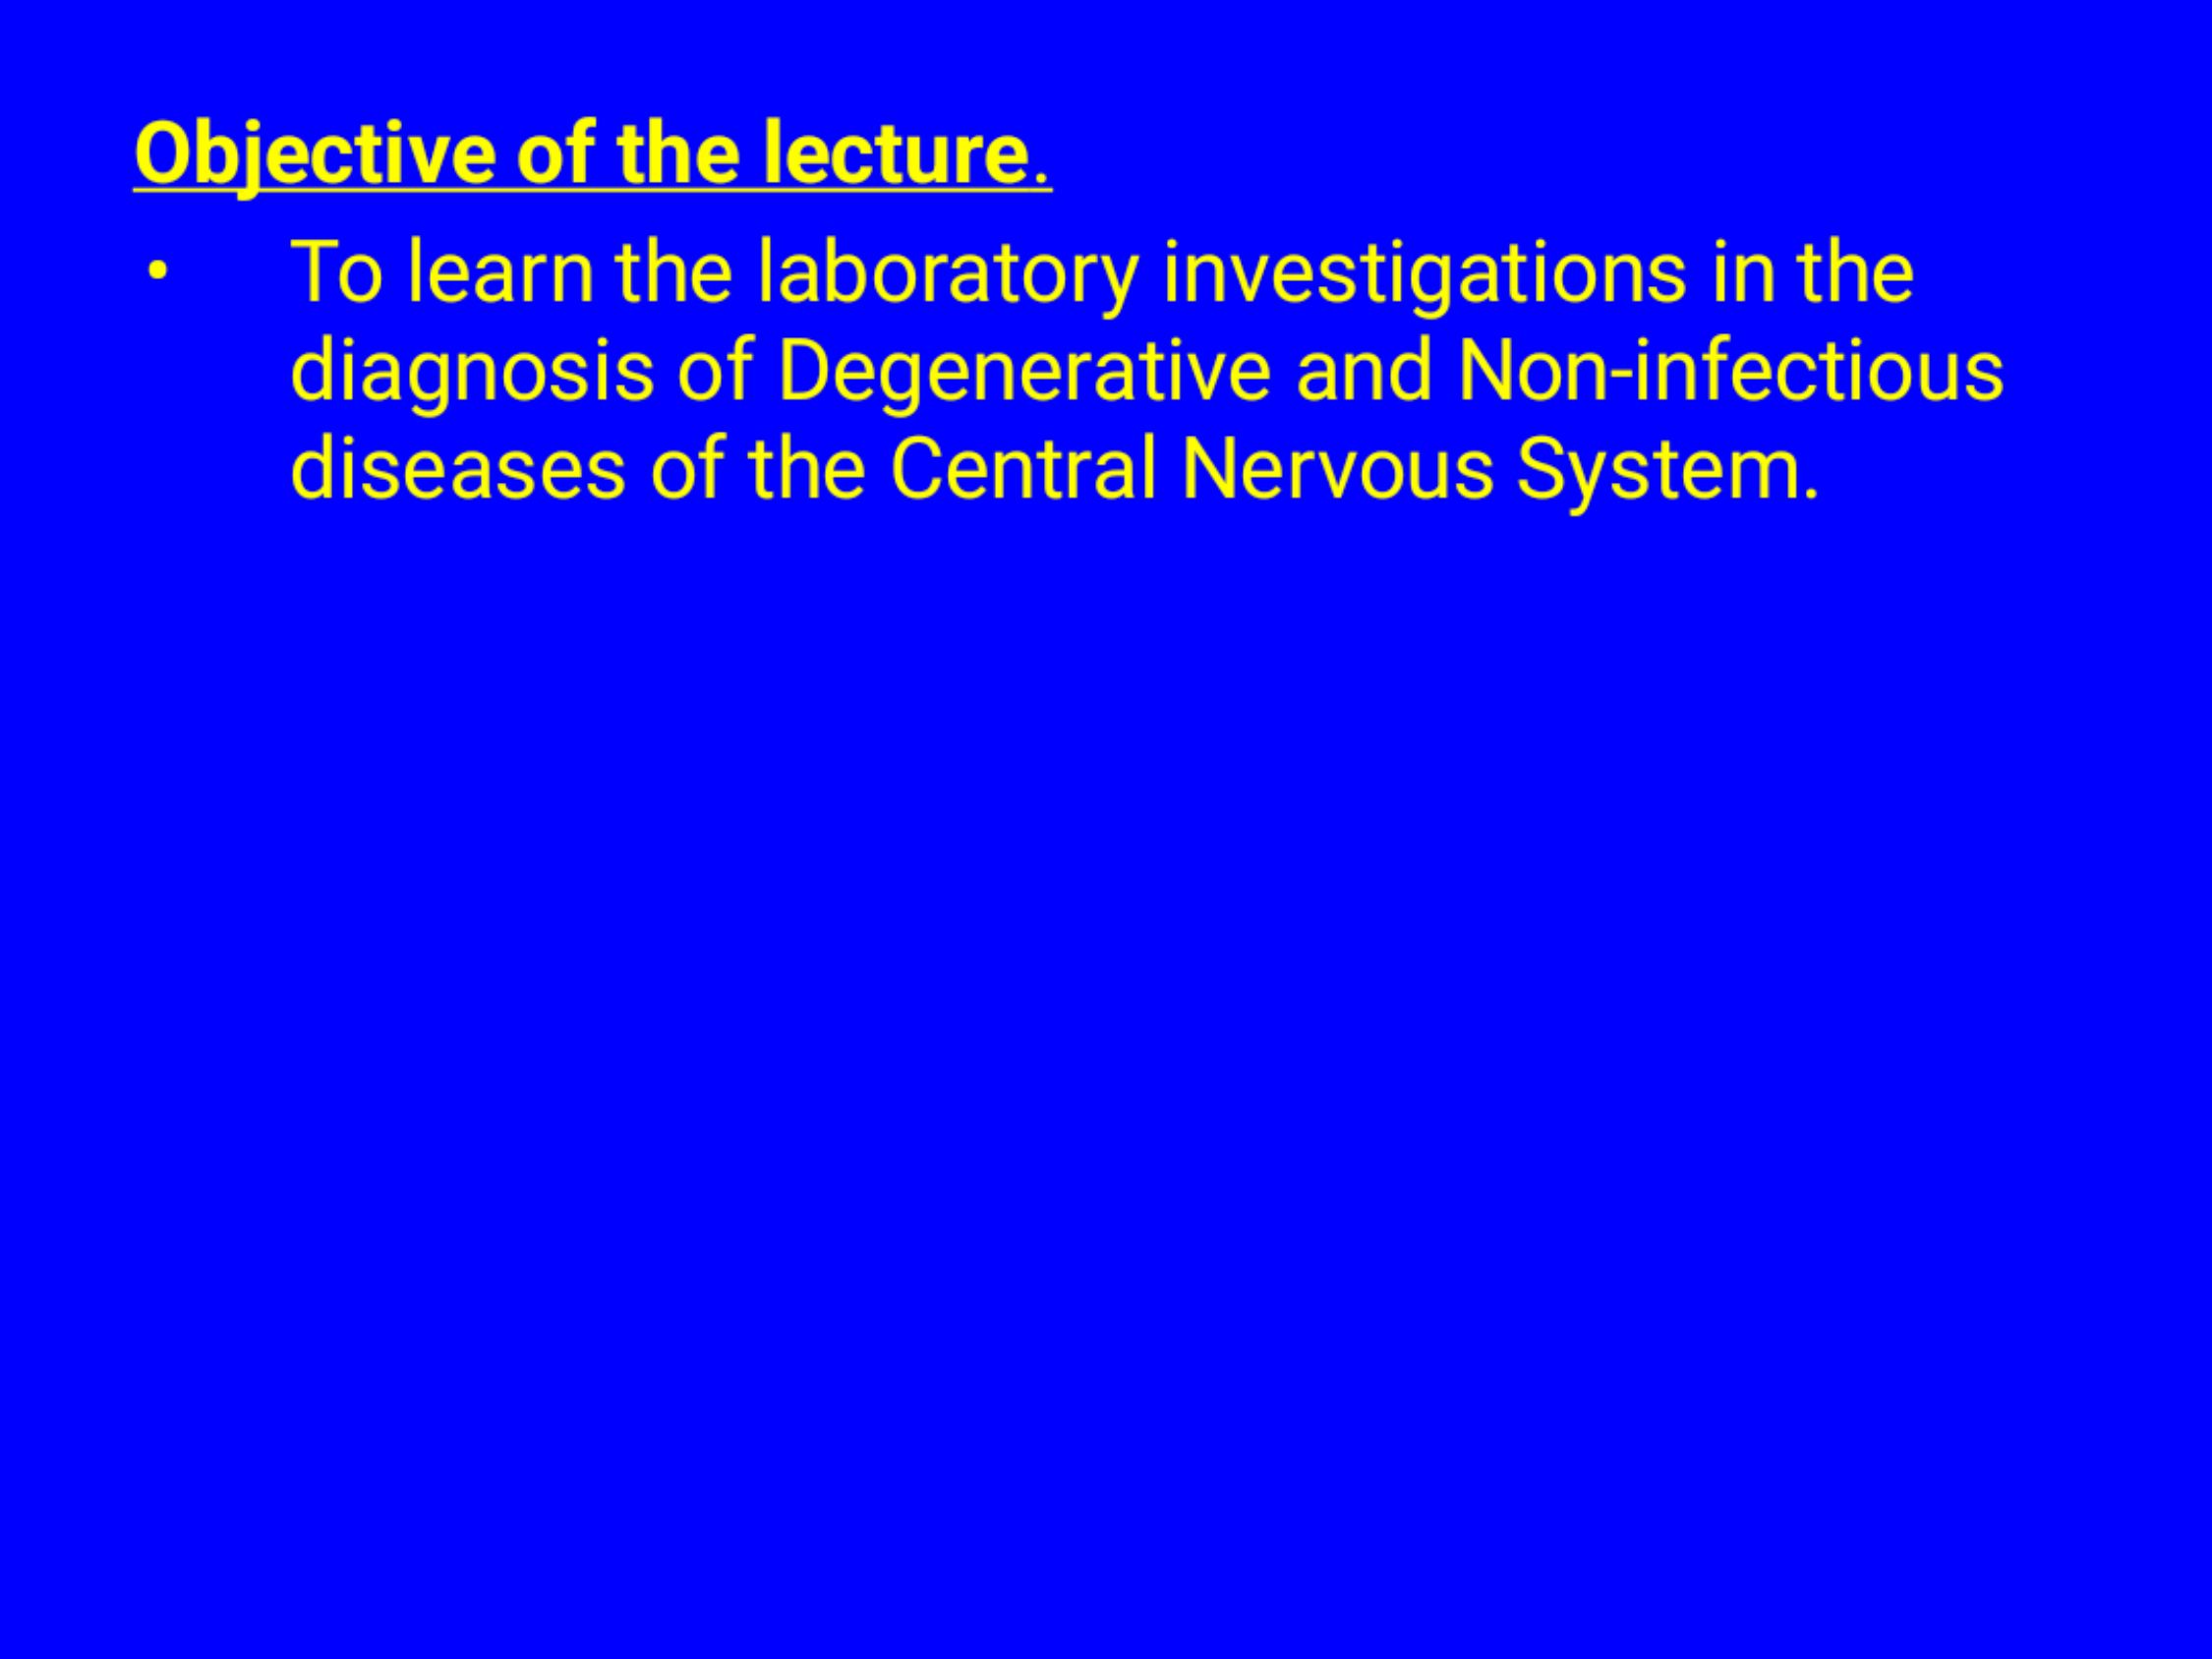 Objective of the lecture.
• To learn the laboratory investigations in the
diagnosis of Degenerative and Non-infectious
diseases of the Central Nervous System.